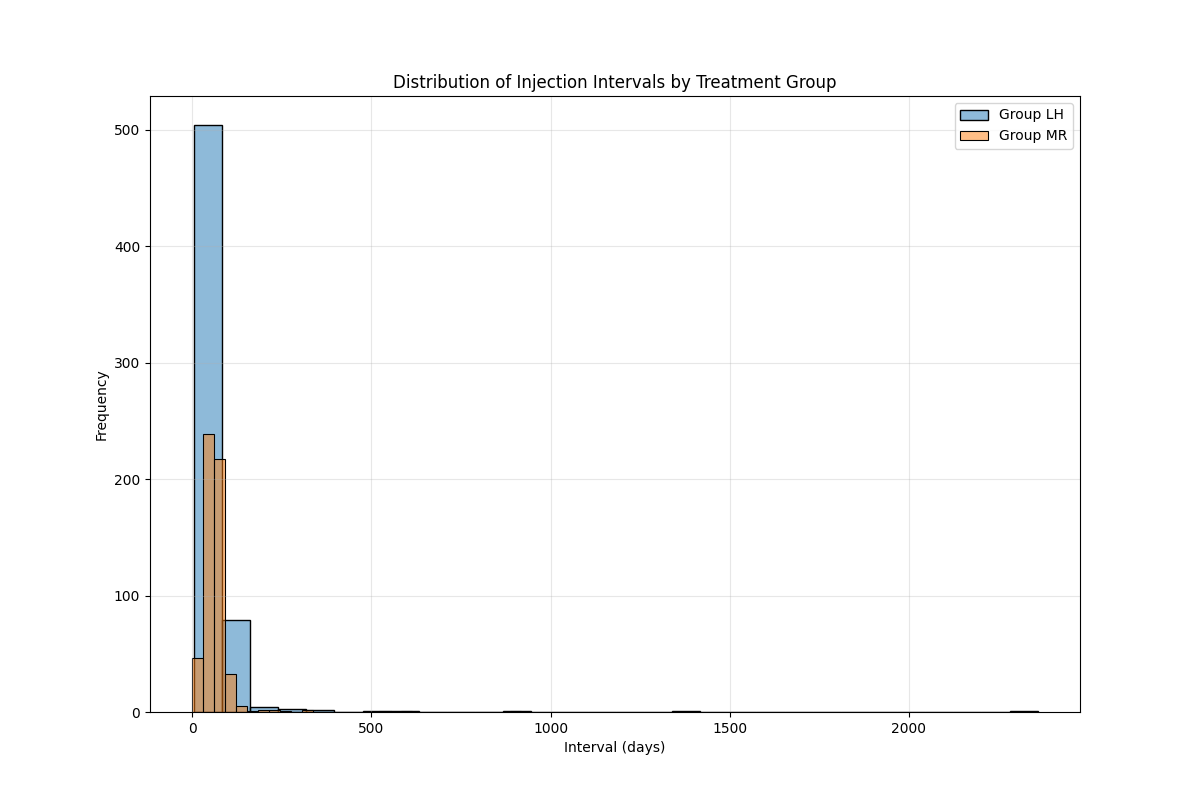 Distribution of Injection Intervals by Treatment Group
Group LH
Group MR
500
400
300
200
100
0
Frequency
0
500
1000
1500
2000
Interval (days)